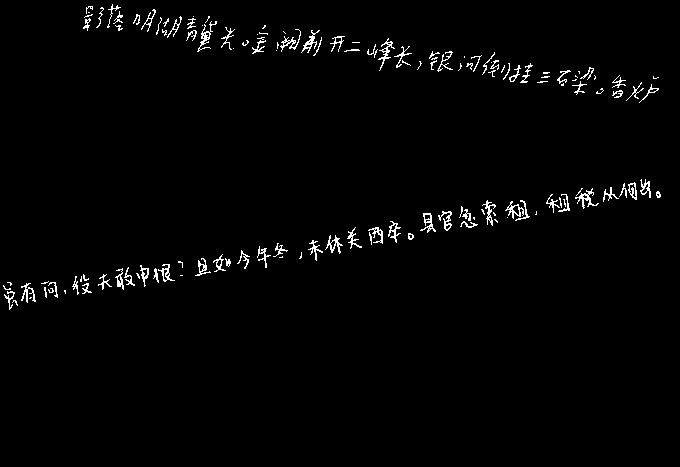 影落明湖青黛光。金阙前开二峰长，银河倒挂三石梁。香炉
虽有问，役夫敢申恨？且如今年冬，未休关西卒。县官急索租，租税从何出。